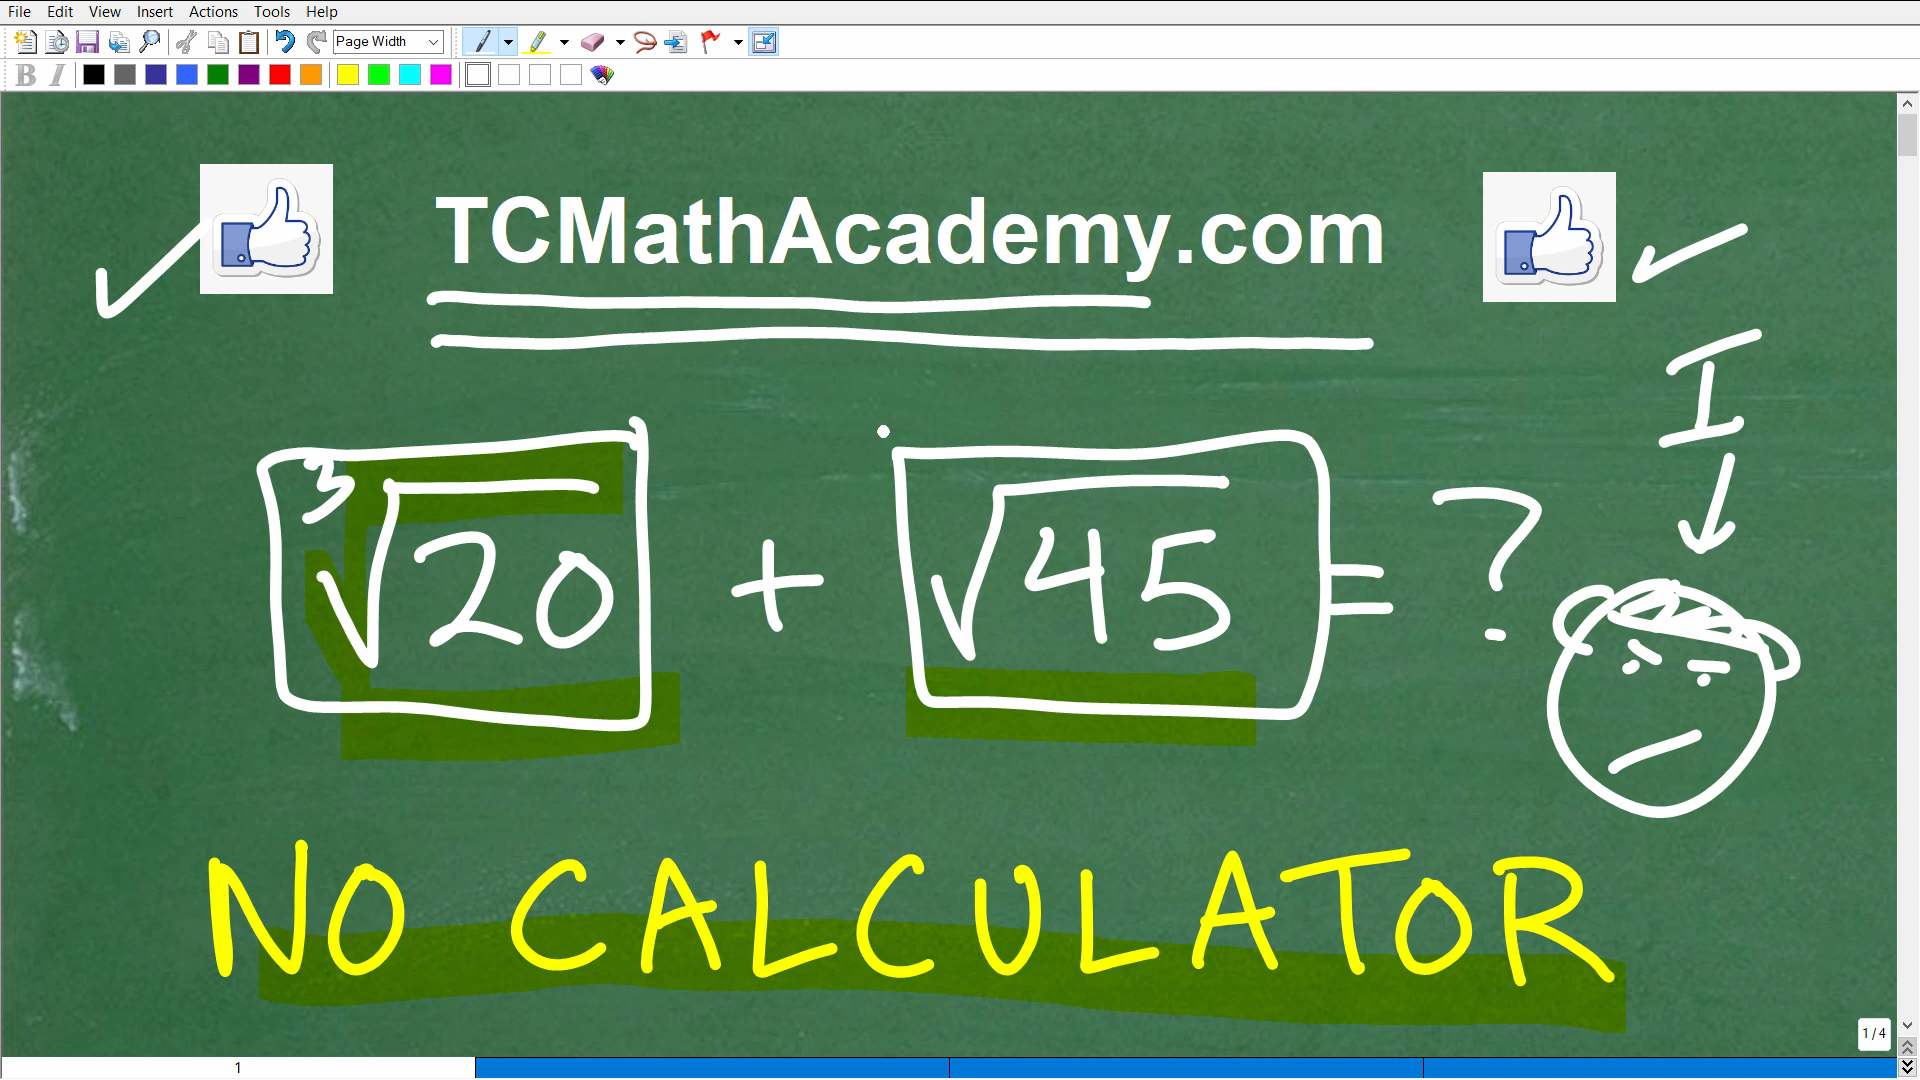 File Edit View Insert Actions Tools Help
Page Width
B I
TCMathAcademy.com
I
³√20 + √45 = ?
NO CALCULATOR
1 / 4
1